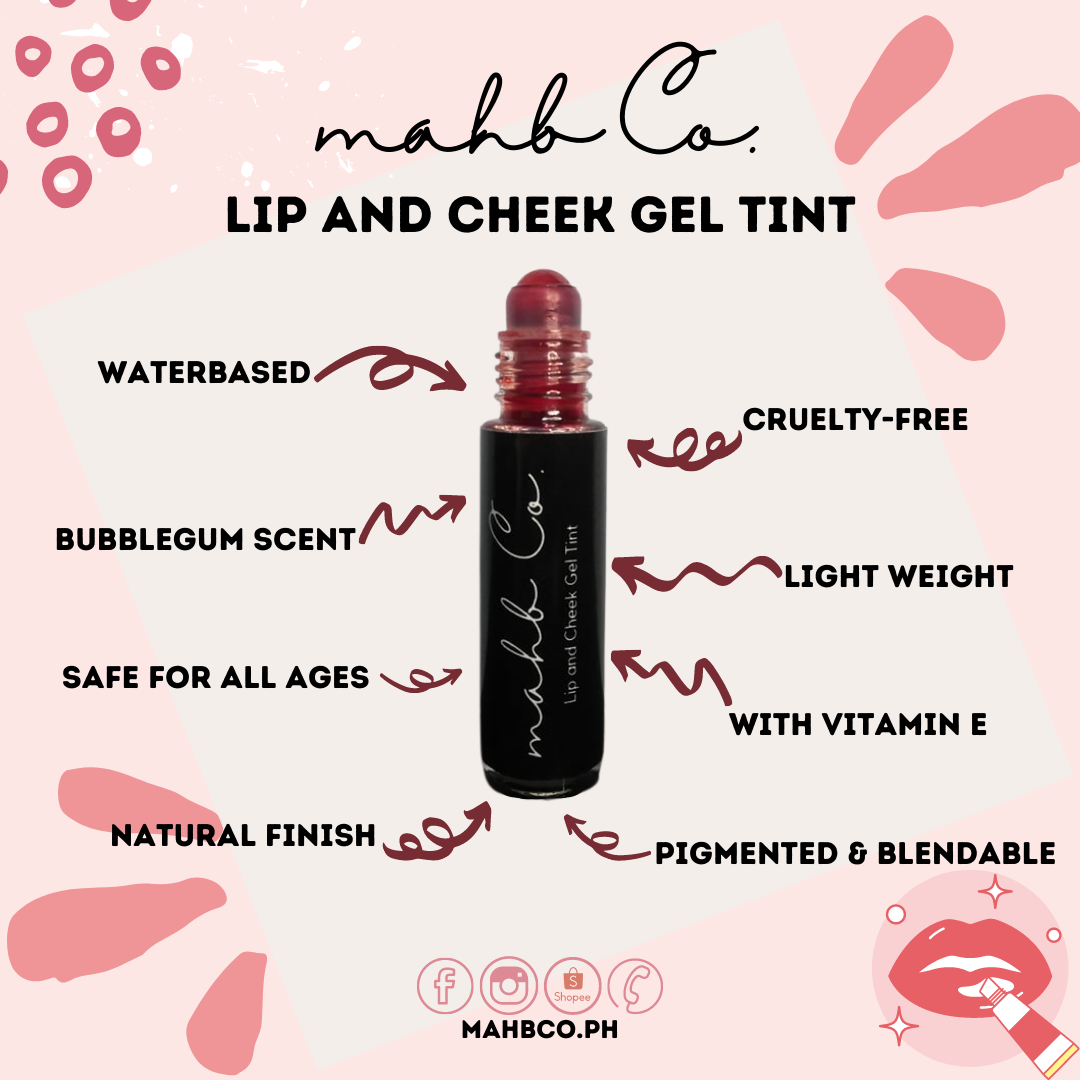 mahb Co.
LIP AND CHEEK GEL TINT
WATERBASED
CRUELTY-FREE
BUBBLEGUM SCENT
LIGHT WEIGHT
SAFE FOR ALL AGES
WITH VITAMIN E
NATURAL FINISH
PIGMENTED & BLENDABLE
mahb Co.
Lip and Cheek Gel Tint
f
S
Shopee
MAHBCO.PH